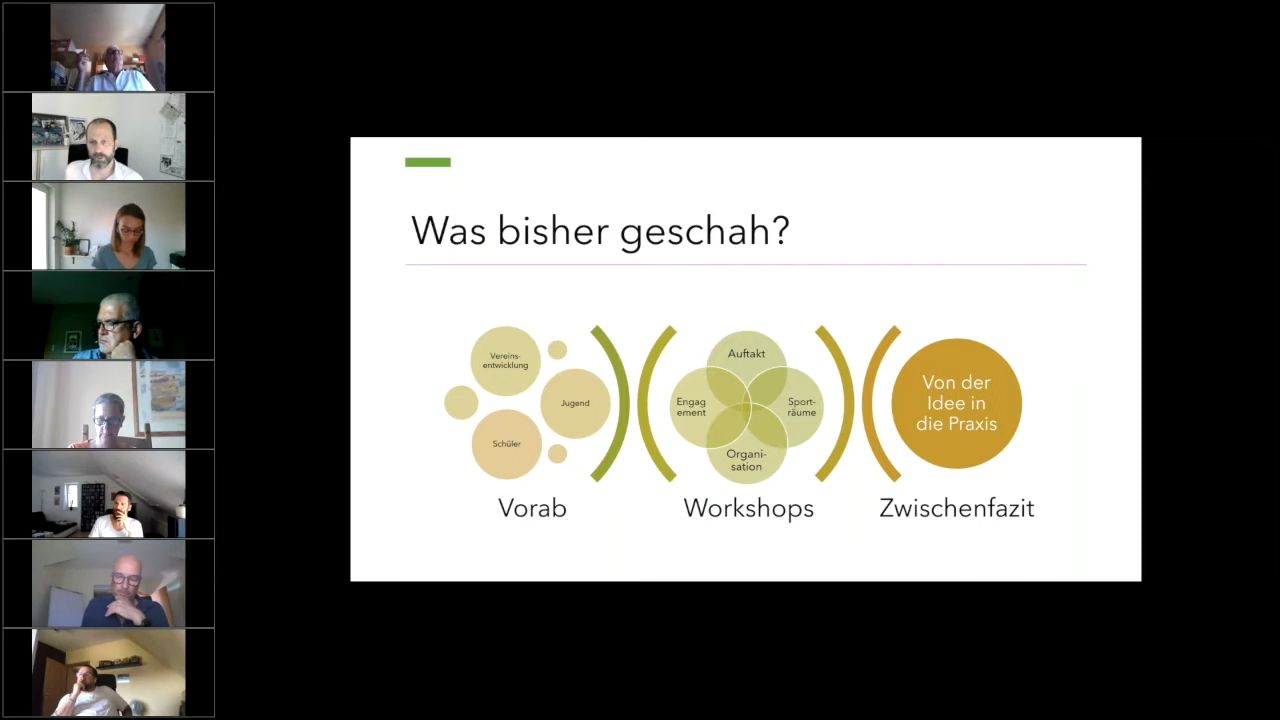 Was bisher geschah?
Vereins-
entwicklung
Jugend
Schüler
Vorab
Auftakt
Engag
ement
Sport-
räume
Organi-
sation
Workshops
Von der
Idee in
die Praxis
Zwischenfazit